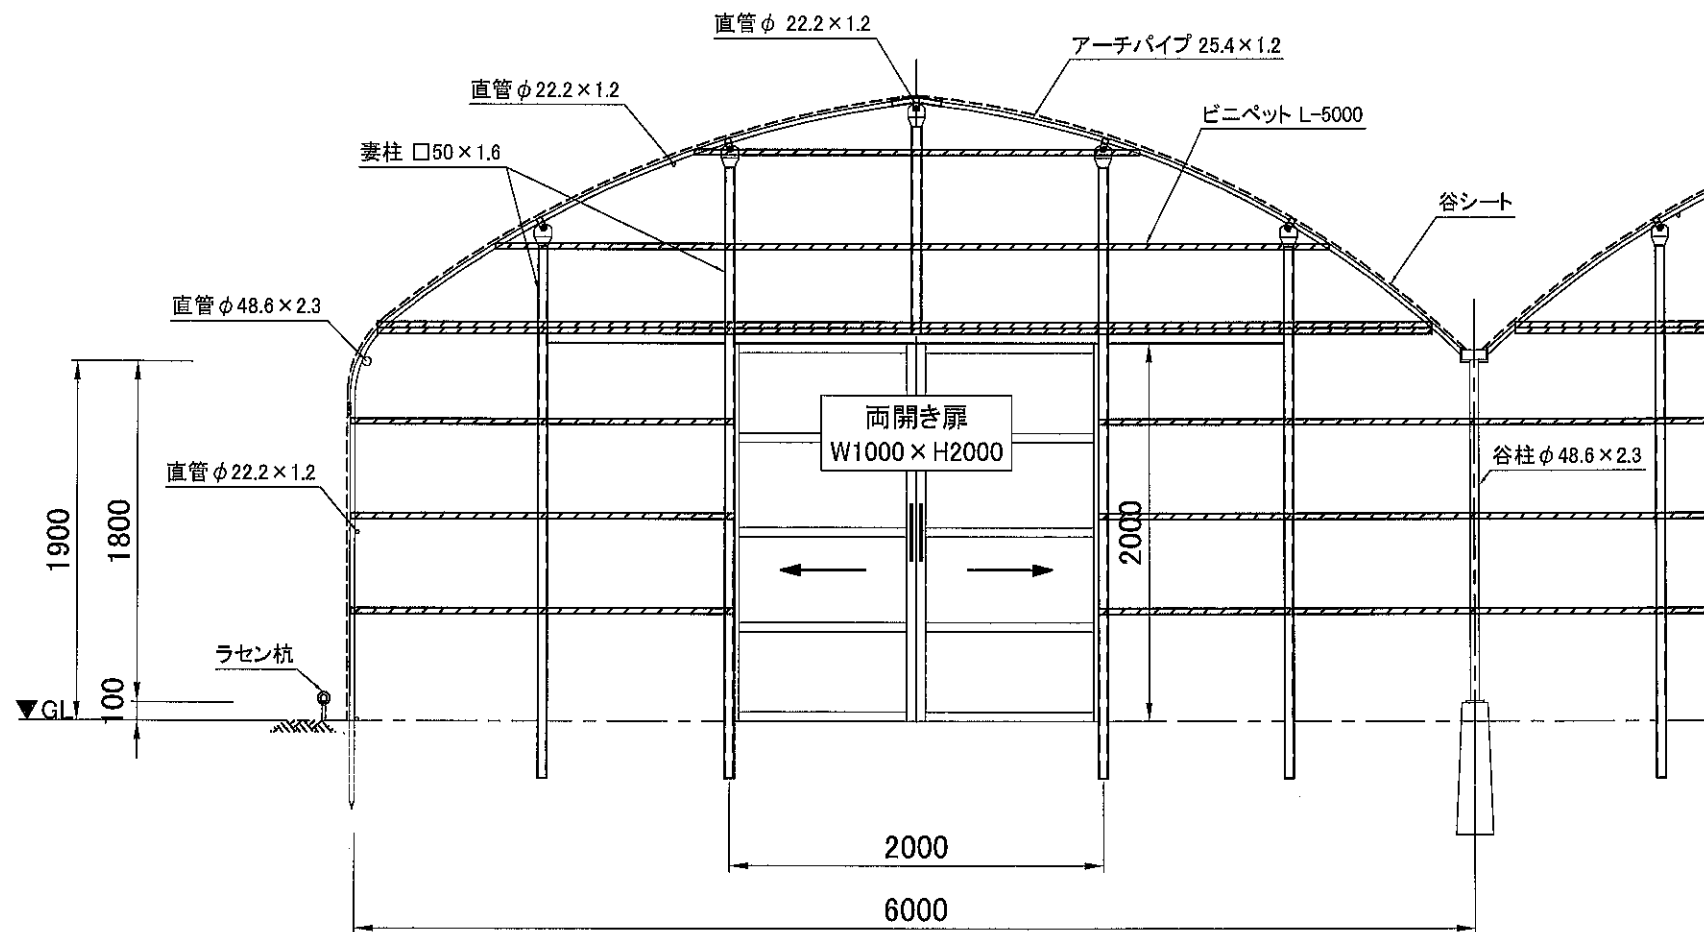 直管φ 22.2×1.2
アーチパイプ 25.4×1.2
直管φ22.2×1.2
ビニペット L-5000
妻柱 口50×1.6
谷シート
直管φ48.6×2.3
両開き扉
W1000×H2000
直管φ22.2×1.2
谷柱φ48.6×2.3
1900
1800
2000
ラセン杭
100
▼GL
2000
6000